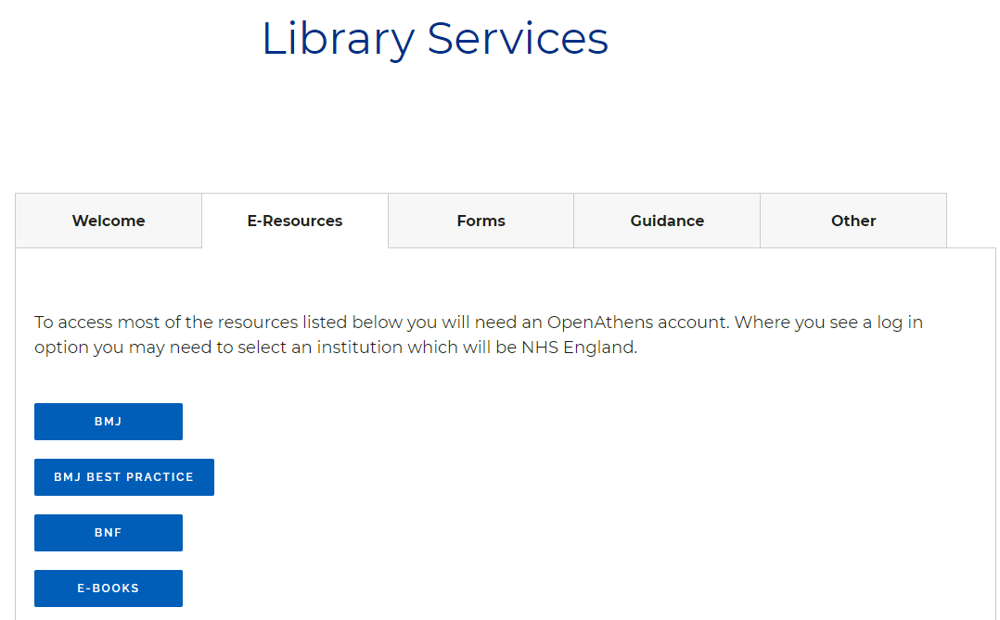 Library Services
Welcome
E-Resources
Forms
Guidance
Other
To access most of the resources listed below you will need an OpenAthens account. Where you see a log in
option you may need to select an institution which will be NHS England.
BMJ
BMJ BEST PRACTICE
BNF
E-BOOKS